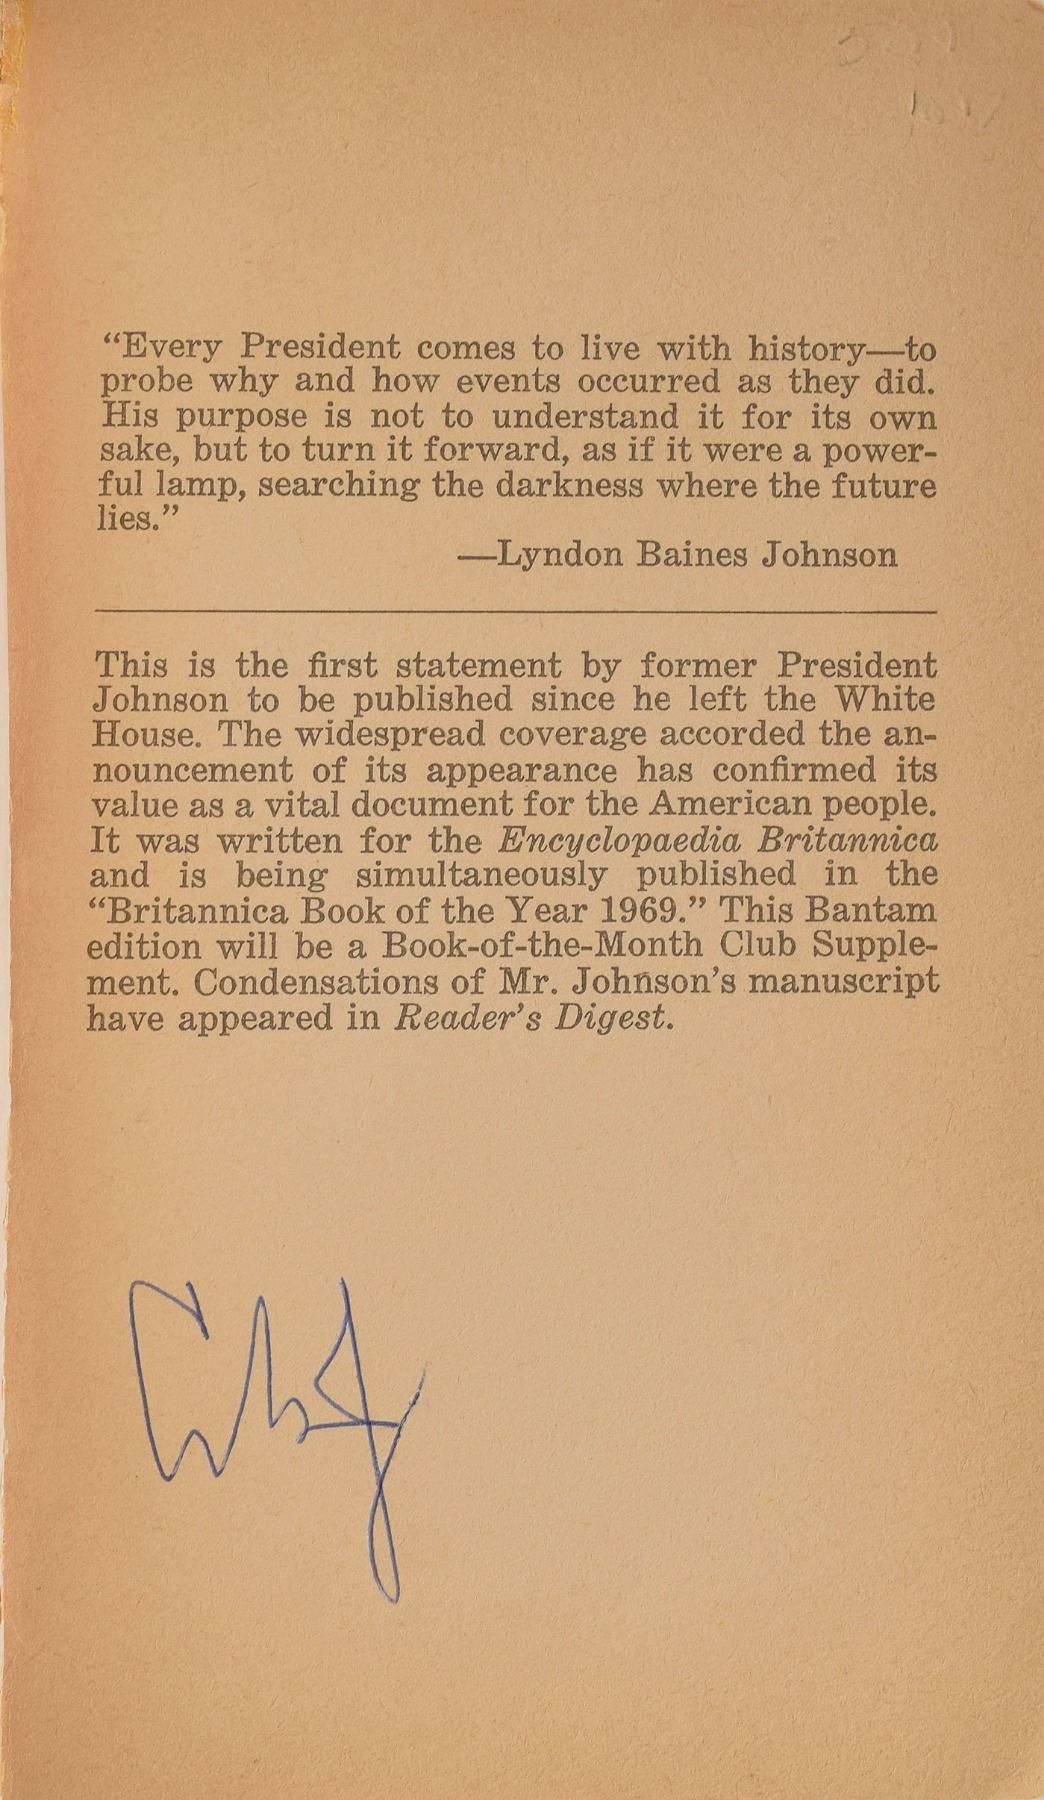 “Every President comes to live with history—to
probe why and how events occurred as they did.
His purpose is not to understand it for its own
sake, but to turn it forward, as if it were a power-
ful lamp, searching the darkness where the future
lies.”
—Lyndon Baines Johnson
This is the first statement by former President
Johnson to be published since he left the White
House. The widespread coverage accorded the an-
nouncement of its appearance has confirmed its
value as a vital document for the American people.
It was written for the Encyclopaedia Britannica
and is being simultaneously published in the
“Britannica Book of the Year 1969.” This Bantam
edition will be a Book-of-the-Month Club Supple-
ment. Condensations of Mr. Johnson’s manuscript
have appeared in Reader’s Digest.